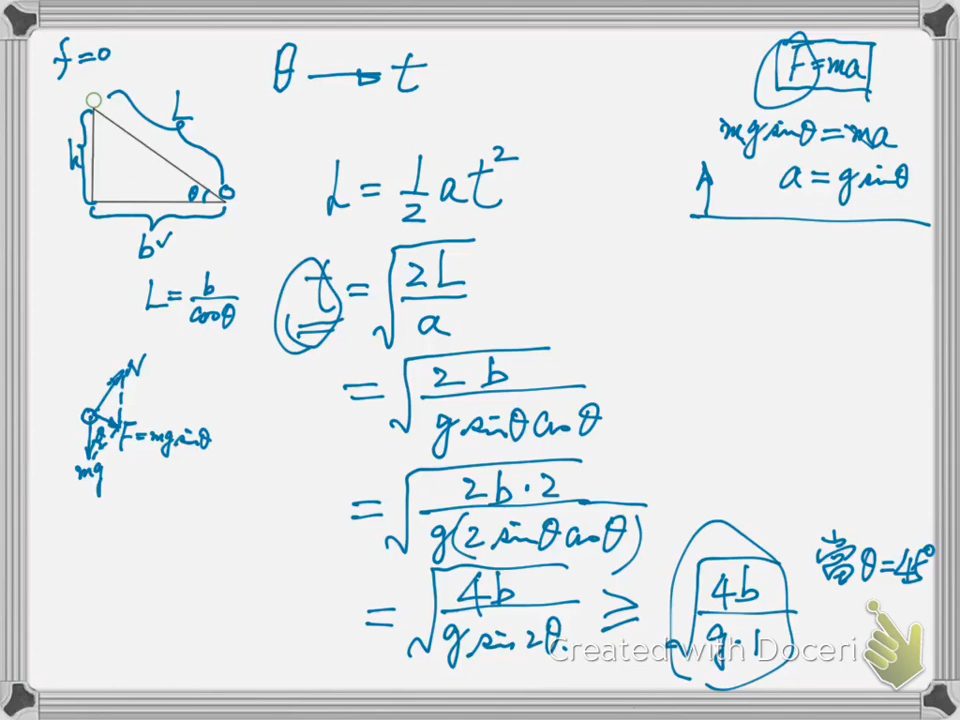 f=0
θ → t
F=ma
mg sinθ=ma
a=g sinθ
L
h
θ
b✓
L=1/2 at²
L=b/cosθ
t=√(2L/a)
=√(2b/(g sinθ cosθ))
N
F=mg sinθ
mg
=√(2b·2/(g(2 sinθ cosθ)))
=√(4b/(g sin2θ)) ≥ √(4b/(g·1))
當θ=45°
Created with Doceri